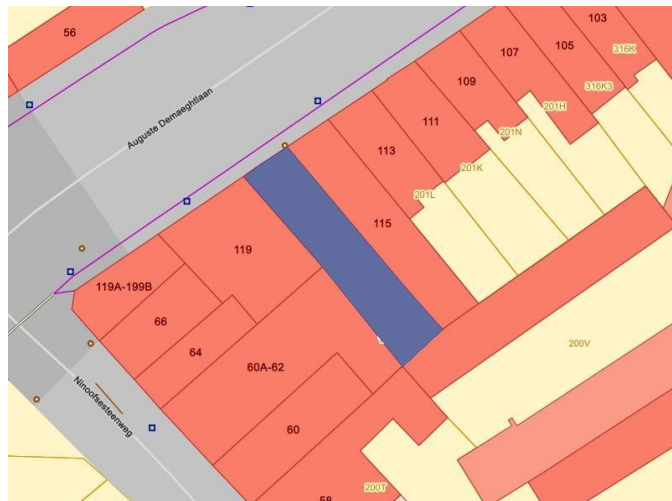 56
103
316K
105
107
316K3
Auguste Demaeghtlaan
109
201H
111
201N
113
201K
201L
115
119
119A-199B
66
64
200V
60A-62
Ninoofsesteenweg
60
200T
58